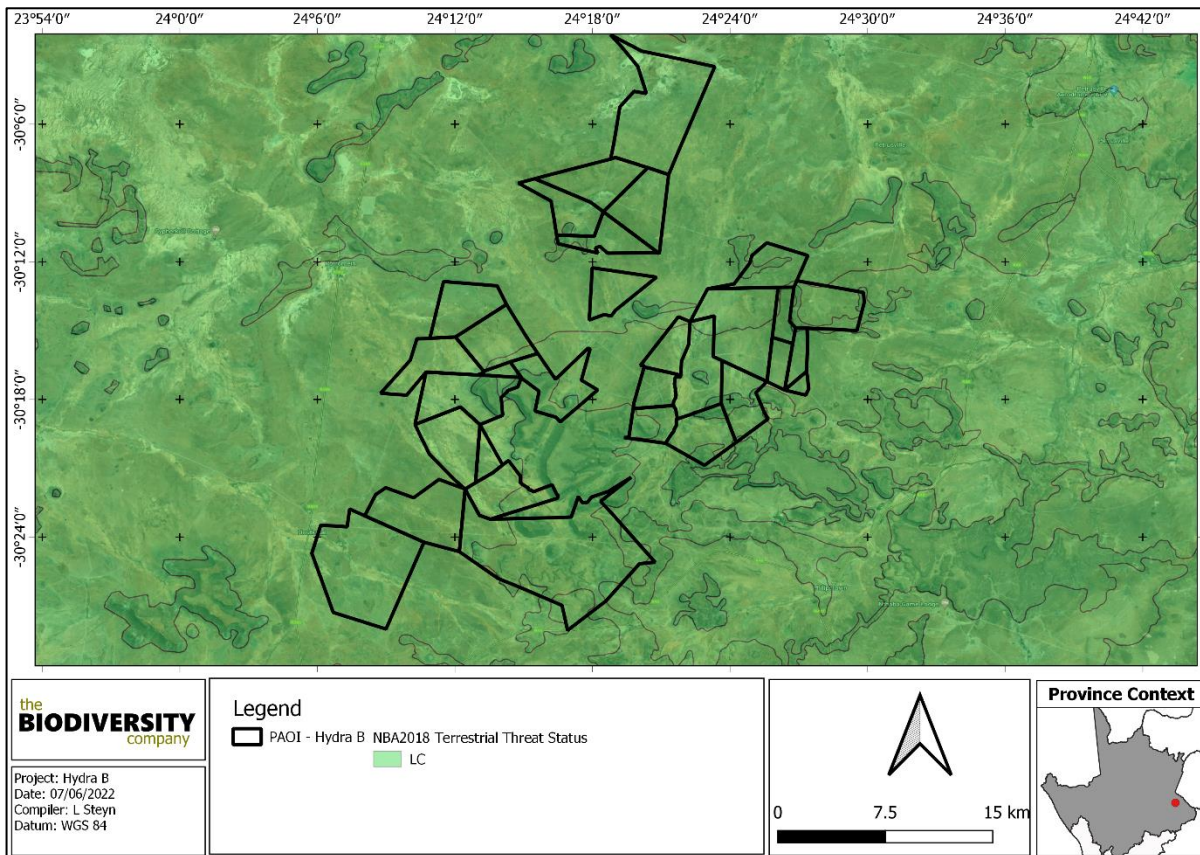 23°54′0″ 24°0′0″ 24°6′0″ 24°12′0″ 24°18′0″ 24°24′0″ 24°30′0″ 24°36′0″ 24°42′0″
-30°6′0″
-30°12′0″
-30°18′0″
-30°24′0″
the
BIODIVERSITY
company
Project: Hydra B
Date: 07/06/2022
Compiler: L Steyn
Datum: WGS 84
Legend
PAOI - Hydra B NBA2018 Terrestrial Threat Status
LC
0 7.5 15 km
Province Context